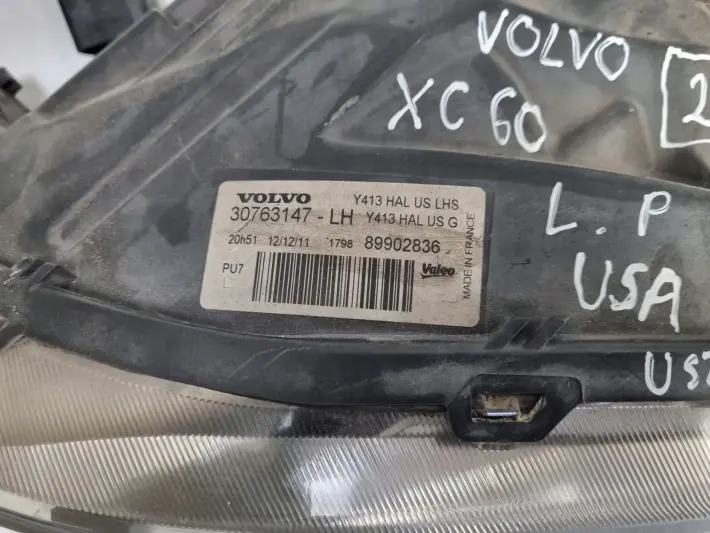 VOLVO
XC 60
2
L.P
USA
VOLVO Y413 HAL US LHS
30763147 - LH Y413 HAL US G
20h51 12/12/11 1798 89902836
PU7
L
Valeo
MADE IN FRANCE